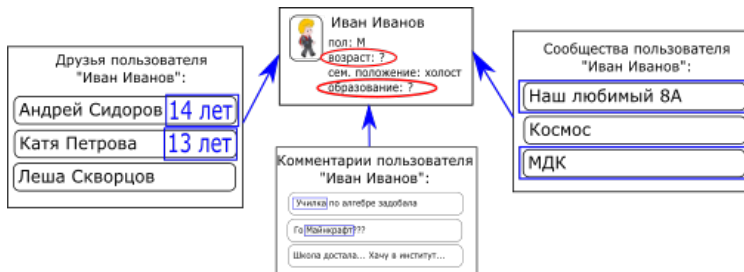 Друзья пользователя
"Иван Иванов":
Андрей Сидоров 14 лет
Катя Петрова 13 лет
Леша Скворцов
Иван Иванов
пол: М
возраст: ?
сем. положение: холост
образование: ?
Комментарии пользователя
"Иван Иванов":
Училка по алгебре задобала
Го Майнкрафт???
Школа достала... Хачу в институт...
Сообщества пользователя
"Иван Иванов":
Наш любимый 8А
Космос
МДК